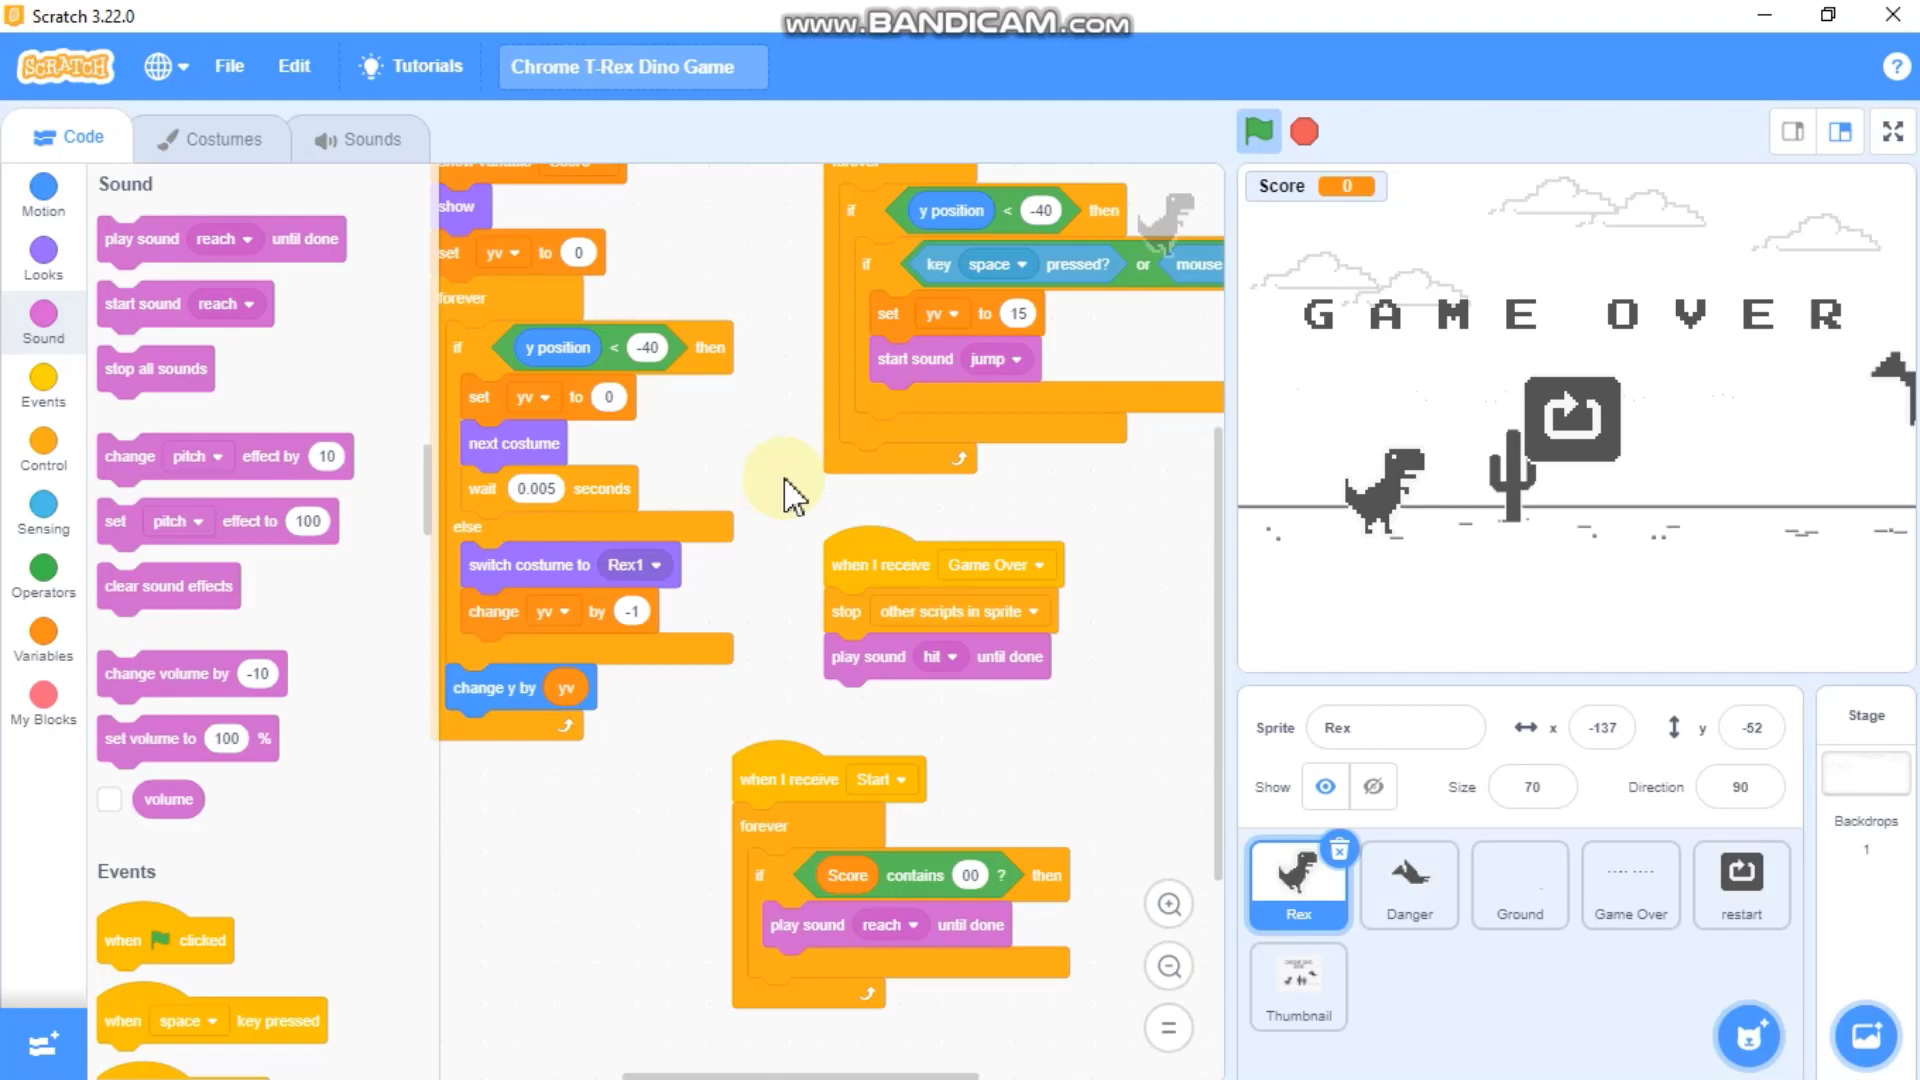 Scratch 3.22.0
www.BANDICAM.com
SCRATCH
File
Edit
Tutorials
Chrome T-Rex Dino Game
?
Code
Costumes
Sounds
Motion
Looks
Sound
Events
Control
Sensing
Operators
Variables
My Blocks
Sound
play sound reach until done
start sound reach
stop all sounds
change pitch effect by 10
set pitch effect to 100
clear sound effects
change volume by -10
set volume to 100 %
volume
Events
when clicked
when space key pressed
show
set yv to 0
forever
if y position < -40 then
set yv to 0
next costume
wait 0.005 seconds
else
switch costume to Rex1
change yv by -1
change y by yv
if y position < -40 then
if key space pressed? or mouse
set yv to 15
start sound jump
when I receive Game Over
stop other scripts in sprite
play sound hit until done
when I receive Start
forever
if Score contains 00 ? then
play sound reach until done
Score 0
GAME OVER
Sprite Rex x -137 y -52
Show Size 70 Direction 90
Rex
Danger
Ground
Game Over
restart
Thumbnail
Stage
Backdrops
1